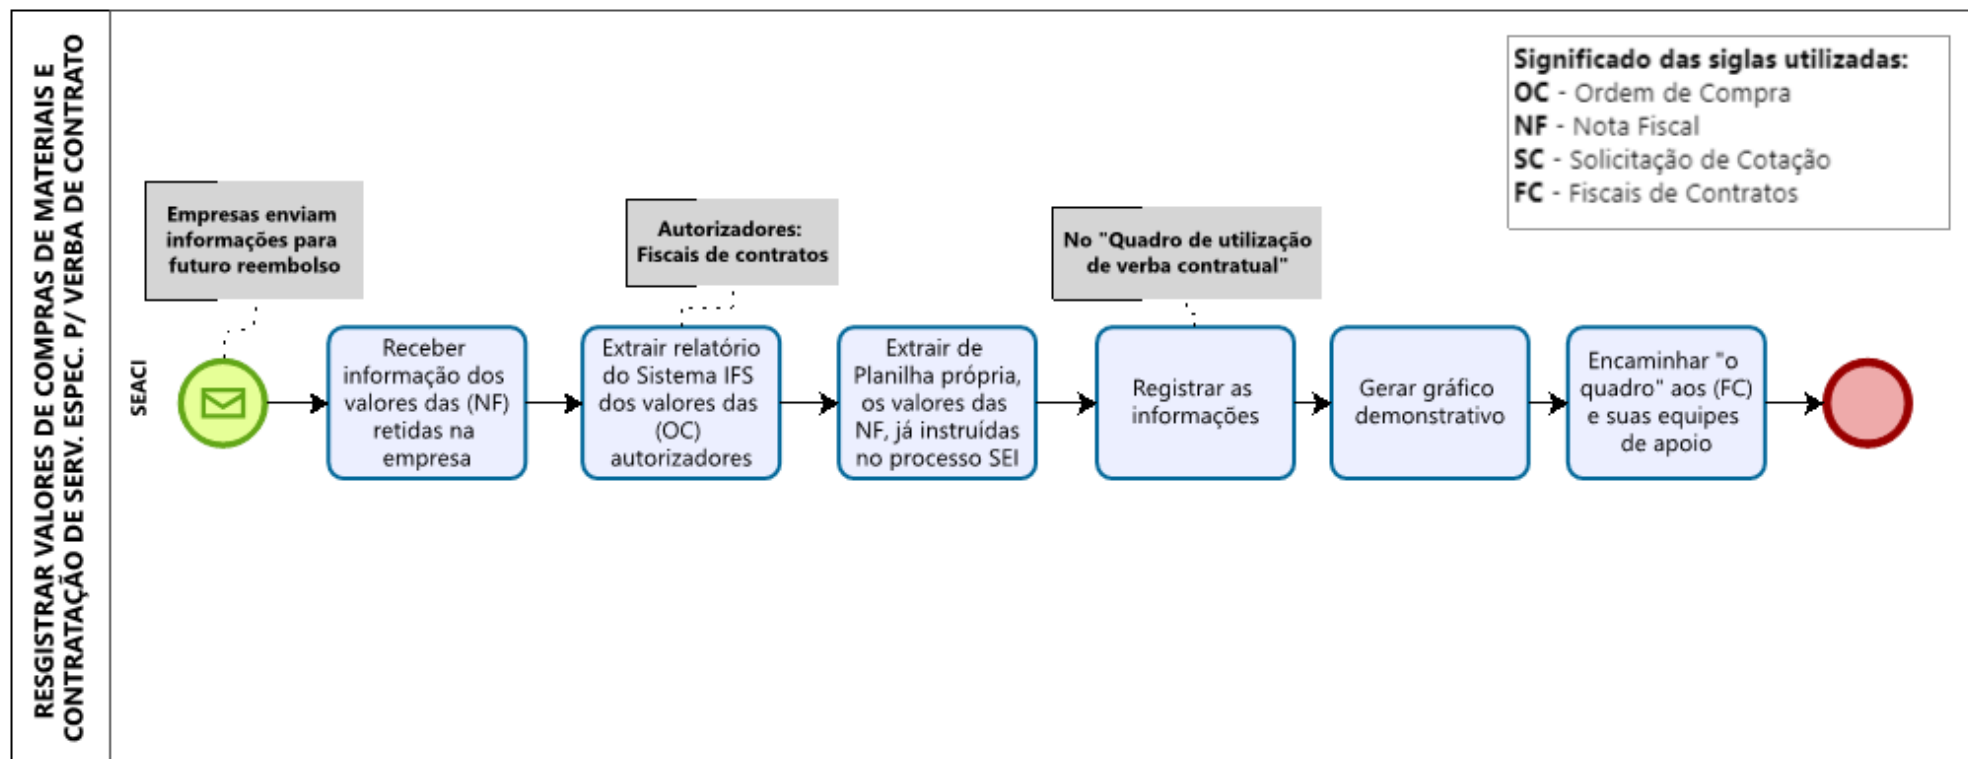 RESGISTRAR VALORES DE COMPRAS DE MATERIAIS E
CONTRATAÇÃO DE SERV. ESPEC. P/ VERBA DE CONTRATO
SEACI
Significado das siglas utilizadas:
OC - Ordem de Compra
NF - Nota Fiscal
SC - Solicitação de Cotação
FC - Fiscais de Contratos
Empresas enviam
informações para
futuro reembolso
Autorizadores:
Fiscais de contratos
No "Quadro de utilização
de verba contratual"
Receber
informação dos
valores das (NF)
retidas na
empresa
Extrair relatório
do Sistema IFS
dos valores das
(OC)
autorizadores
Extrair de
Planilha própria,
os valores das
NF, já instruídas
no processo SEI
Registrar as
informações
Gerar gráfico
demonstrativo
Encaminhar "o
quadro" aos (FC)
e suas equipes
de apoio